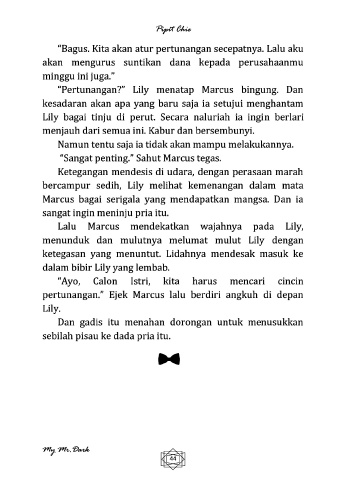 Pipit Chie
"Bagus. Kita akan atur pertunangan secepatnya. Lalu aku
akan mengurus suntikan dana kepada perusahaanmu
minggu ini juga."
"Pertunangan?" Lily menatap Marcus bingung. Dan
kesadaran akan apa yang baru saja ia setujui menghantam
Lily bagai tinju di perut. Secara naluriah ia ingin berlari
menjauh dari semua ini. Kabur dan bersembunyi.
Namun tentu saja ia tidak akan mampu melakukannya.
"Sangat penting." Sahut Marcus tegas.
Ketegangan mendesis di udara, dengan perasaan marah
bercampur sedih, Lily melihat kemenangan dalam mata
Marcus bagai serigala yang mendapatkan mangsa. Dan ia
sangat ingin meninju pria itu.
Lalu Marcus mendekatkan wajahnya pada Lily,
menunduk dan mulutnya melumat mulut Lily dengan
ketegasan yang menuntut. Lidahnya mendesak masuk ke
dalam bibir Lily yang lembab.
"Ayo, Calon Istri, kita harus mencari cincin
pertunangan." Ejek Marcus lalu berdiri angkuh di depan
Lily.
Dan gadis itu menahan dorongan untuk menusukkan
sebilah pisau ke dada pria itu.
My Mr. Dark
44